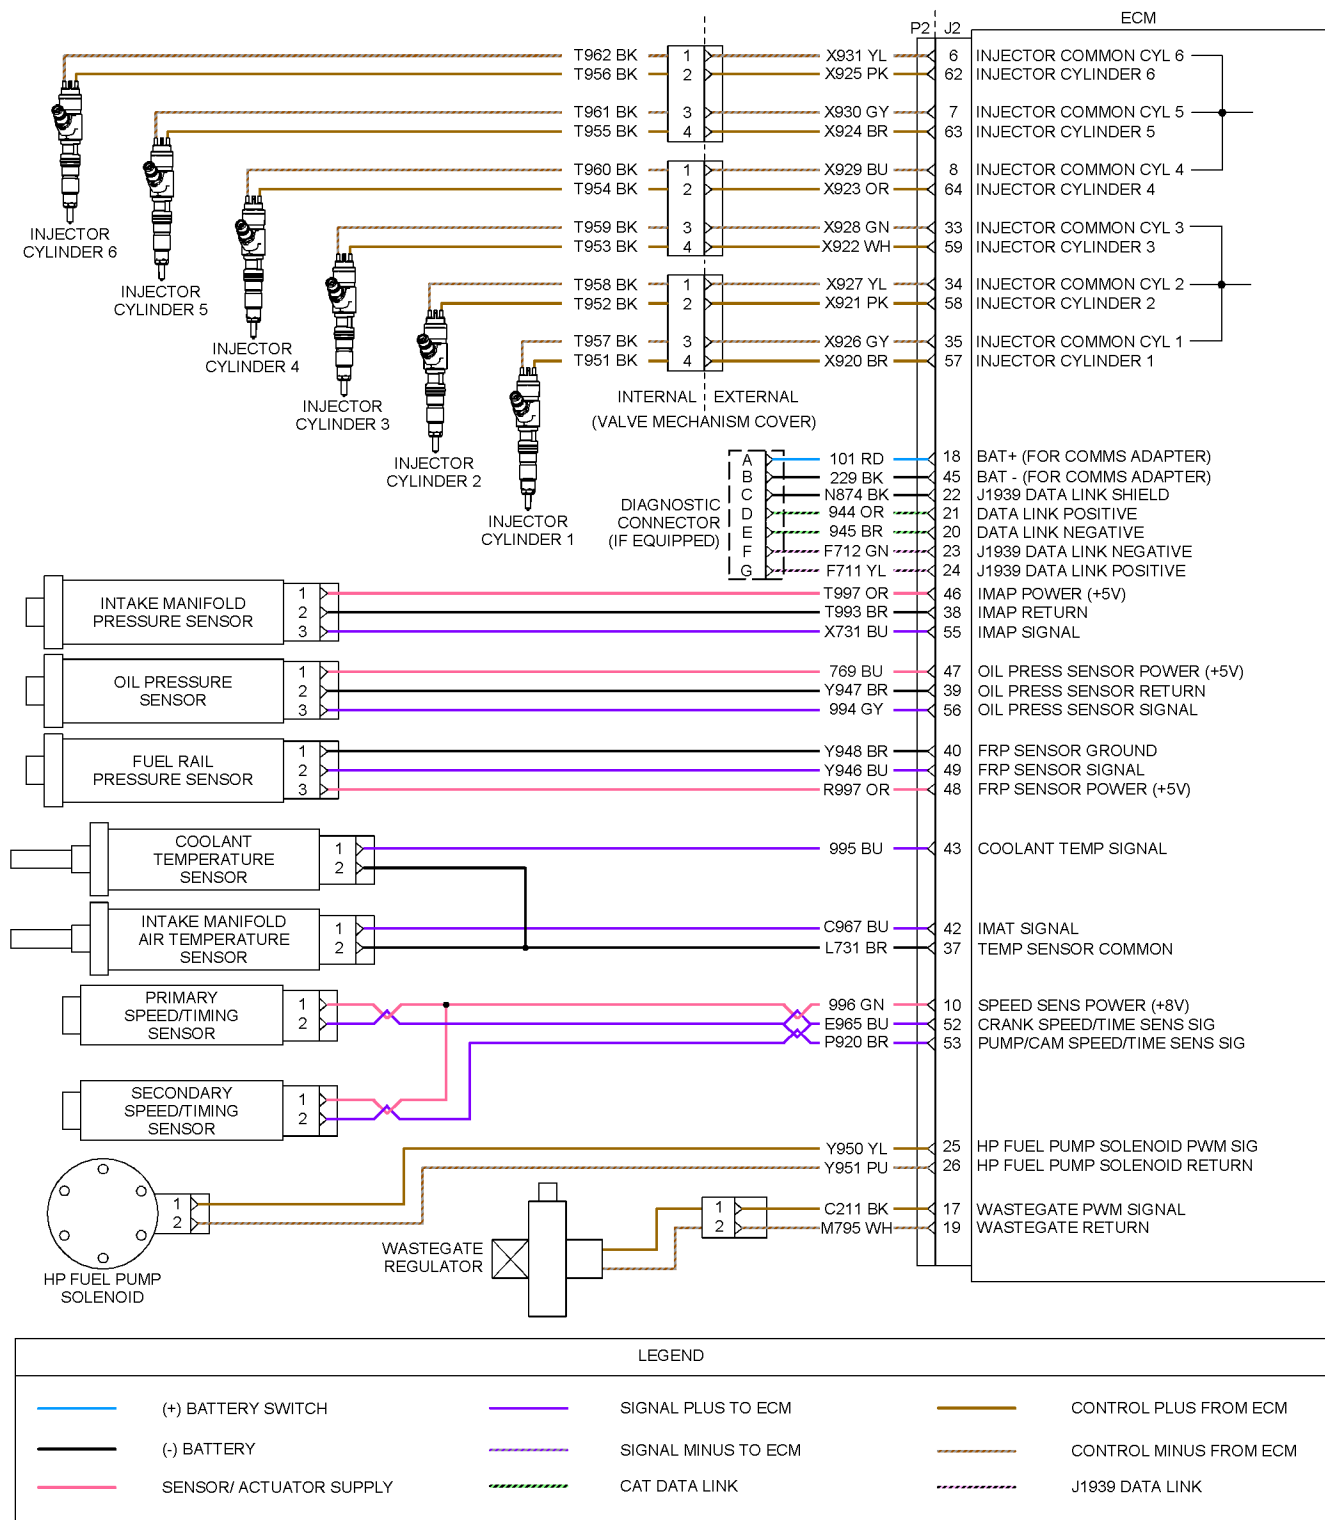 ECM
P2 J2
T962 BK 1 X931 YL 6 INJECTOR COMMON CYL 6
T956 BK 2 X925 PK 62 INJECTOR CYLINDER 6
T961 BK 3 X930 GY 7 INJECTOR COMMON CYL 5
T955 BK 4 X924 BR 63 INJECTOR CYLINDER 5
T960 BK 1 X929 BU 8 INJECTOR COMMON CYL 4
T954 BK 2 X923 OR 64 INJECTOR CYLINDER 4
T959 BK 3 X928 GN 33 INJECTOR COMMON CYL 3
T953 BK 4 X922 WH 59 INJECTOR CYLINDER 3
T958 BK 1 X927 YL 34 INJECTOR COMMON CYL 2
T952 BK 2 X921 PK 58 INJECTOR CYLINDER 2
T957 BK 3 X926 GY 35 INJECTOR COMMON CYL 1
T951 BK 4 X920 BR 57 INJECTOR CYLINDER 1
INJECTOR
CYLINDER 6
INJECTOR
CYLINDER 5
INJECTOR
CYLINDER 4
INJECTOR
CYLINDER 3
INJECTOR
CYLINDER 2
INJECTOR
CYLINDER 1
INTERNAL EXTERNAL
(VALVE MECHANISM COVER)
DIAGNOSTIC
CONNECTOR
(IF EQUIPPED)
A 101 RD 18 BAT+ (FOR COMMS ADAPTER)
B 229 BK 45 BAT - (FOR COMMS ADAPTER)
C N874 BK 22 J1939 DATA LINK SHIELD
D 944 OR 21 DATA LINK POSITIVE
E 945 BR 20 DATA LINK NEGATIVE
F F712 GN 23 J1939 DATA LINK NEGATIVE
G F711 YL 24 J1939 DATA LINK POSITIVE
INTAKE MANIFOLD
PRESSURE SENSOR
1 T997 OR 46 IMAP POWER (+5V)
2 T993 BR 38 IMAP RETURN
3 X731 BU 55 IMAP SIGNAL
OIL PRESSURE
SENSOR
1 769 BU 47 OIL PRESS SENSOR POWER (+5V)
2 Y947 BR 39 OIL PRESS SENSOR RETURN
3 994 GY 56 OIL PRESS SENSOR SIGNAL
FUEL RAIL
PRESSURE SENSOR
1 Y948 BR 40 FRP SENSOR GROUND
2 Y946 BU 49 FRP SENSOR SIGNAL
3 R997 OR 48 FRP SENSOR POWER (+5V)
COOLANT
TEMPERATURE
SENSOR
1 995 BU 43 COOLANT TEMP SIGNAL
2
INTAKE MANIFOLD
AIR TEMPERATURE
SENSOR
1 C967 BU 42 IMAT SIGNAL
2 L731 BR 37 TEMP SENSOR COMMON
PRIMARY
SPEED/TIMING
SENSOR
1 996 GN 10 SPEED SENS POWER (+8V)
2 E965 BU 52 CRANK SPEED/TIME SENS SIG
P920 BR 53 PUMP/CAM SPEED/TIME SENS SIG
SECONDARY
SPEED/TIMING
SENSOR
1
2
Y950 YL 25 HP FUEL PUMP SOLENOID PWM SIG
Y951 PU 26 HP FUEL PUMP SOLENOID RETURN
1
2
HP FUEL PUMP
SOLENOID
WASTEGATE
REGULATOR
1 C211 BK 17 WASTEGATE PWM SIGNAL
2 M795 WH 19 WASTEGATE RETURN
LEGEND
(+) BATTERY SWITCH SIGNAL PLUS TO ECM CONTROL PLUS FROM ECM
(-) BATTERY SIGNAL MINUS TO ECM CONTROL MINUS FROM ECM
SENSOR/ ACTUATOR SUPPLY CAT DATA LINK J1939 DATA LINK